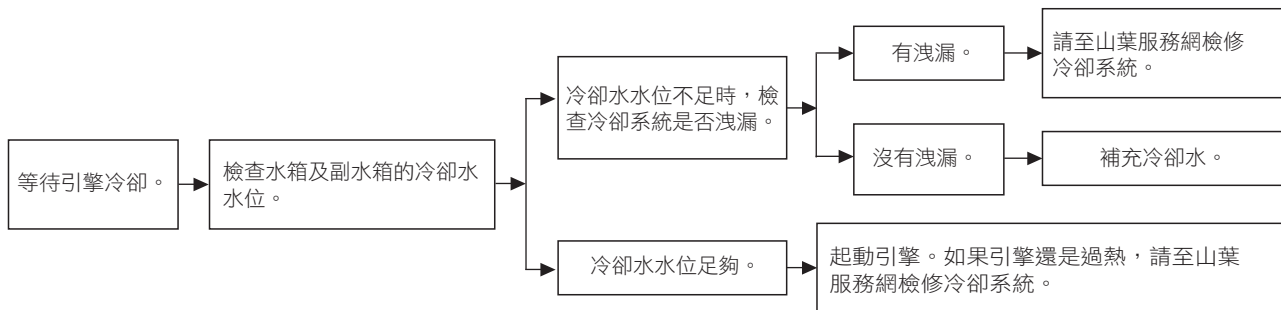 等待引擎冷卻。
檢查水箱及副水箱的冷卻水
水位。
冷卻水水位不足時，檢
查冷卻系統是否洩漏。
有洩漏。
請至山葉服務網檢修
冷卻系統。
沒有洩漏。
補充冷卻水。
冷卻水水位足夠。
起動引擎。如果引擎還是過熱，請至山葉
服務網檢修冷卻系統。